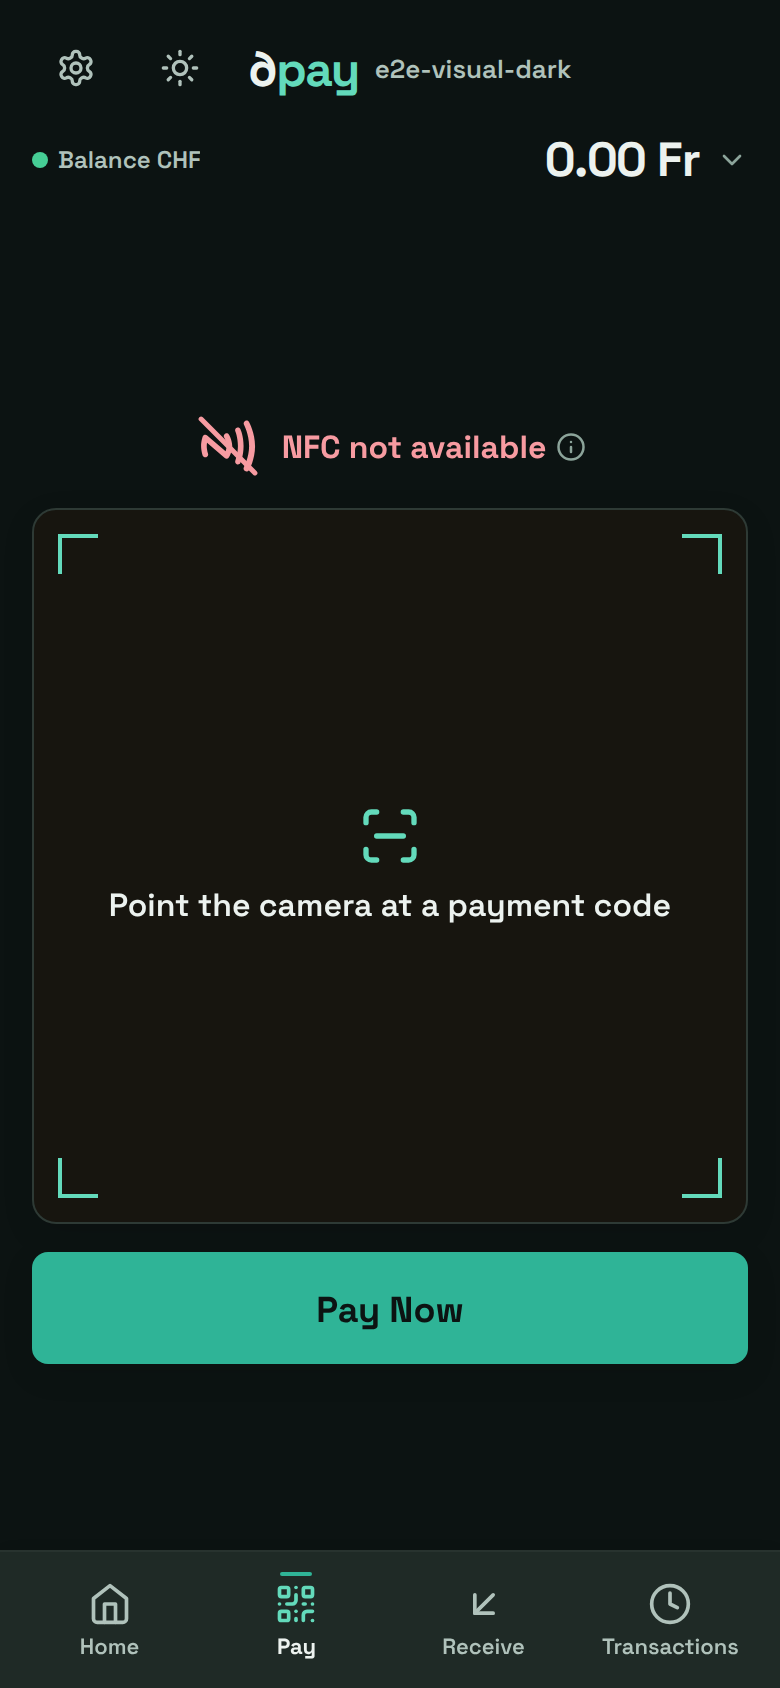 ∂pay e2e-visual-dark
Balance CHF 0.00 Fr
NFC not available
Point the camera at a payment code
Pay Now
Home Pay Receive Transactions